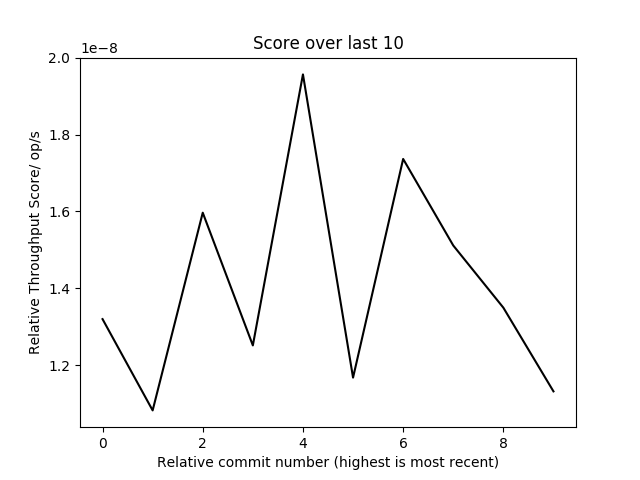 Score over last 10
1e−8
2.0
1.8
1.6
1.4
1.2
Relative Throughput Score/ op/s
0 2 4 6 8
Relative commit number (highest is most recent)